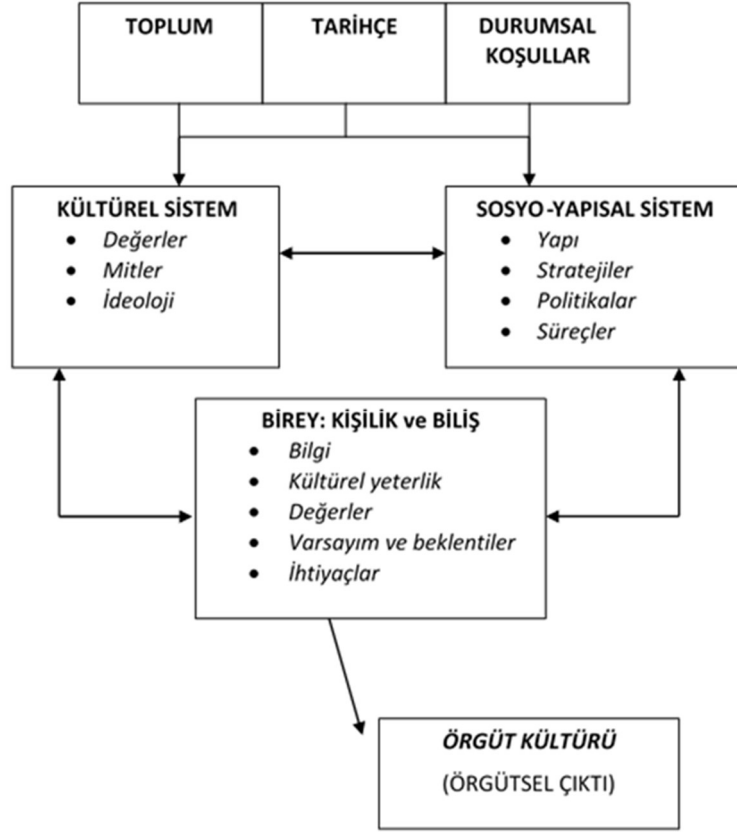 TOPLUM
TARİHÇE
DURUMSAL
KOŞULLAR
KÜLTÜREL SİSTEM
• Değerler
• Mitler
• İdeoloji
SOSYO-YAPISAL SİSTEM
• Yapı
• Stratejiler
• Politikalar
• Süreçler
BİREY: KİŞİLİK ve BİLİŞ
• Bilgi
• Kültürel yeterlik
• Değerler
• Varsayım ve beklentiler
• İhtiyaçlar
ÖRGÜT KÜLTÜRÜ
(ÖRGÜTSEL ÇIKTI)